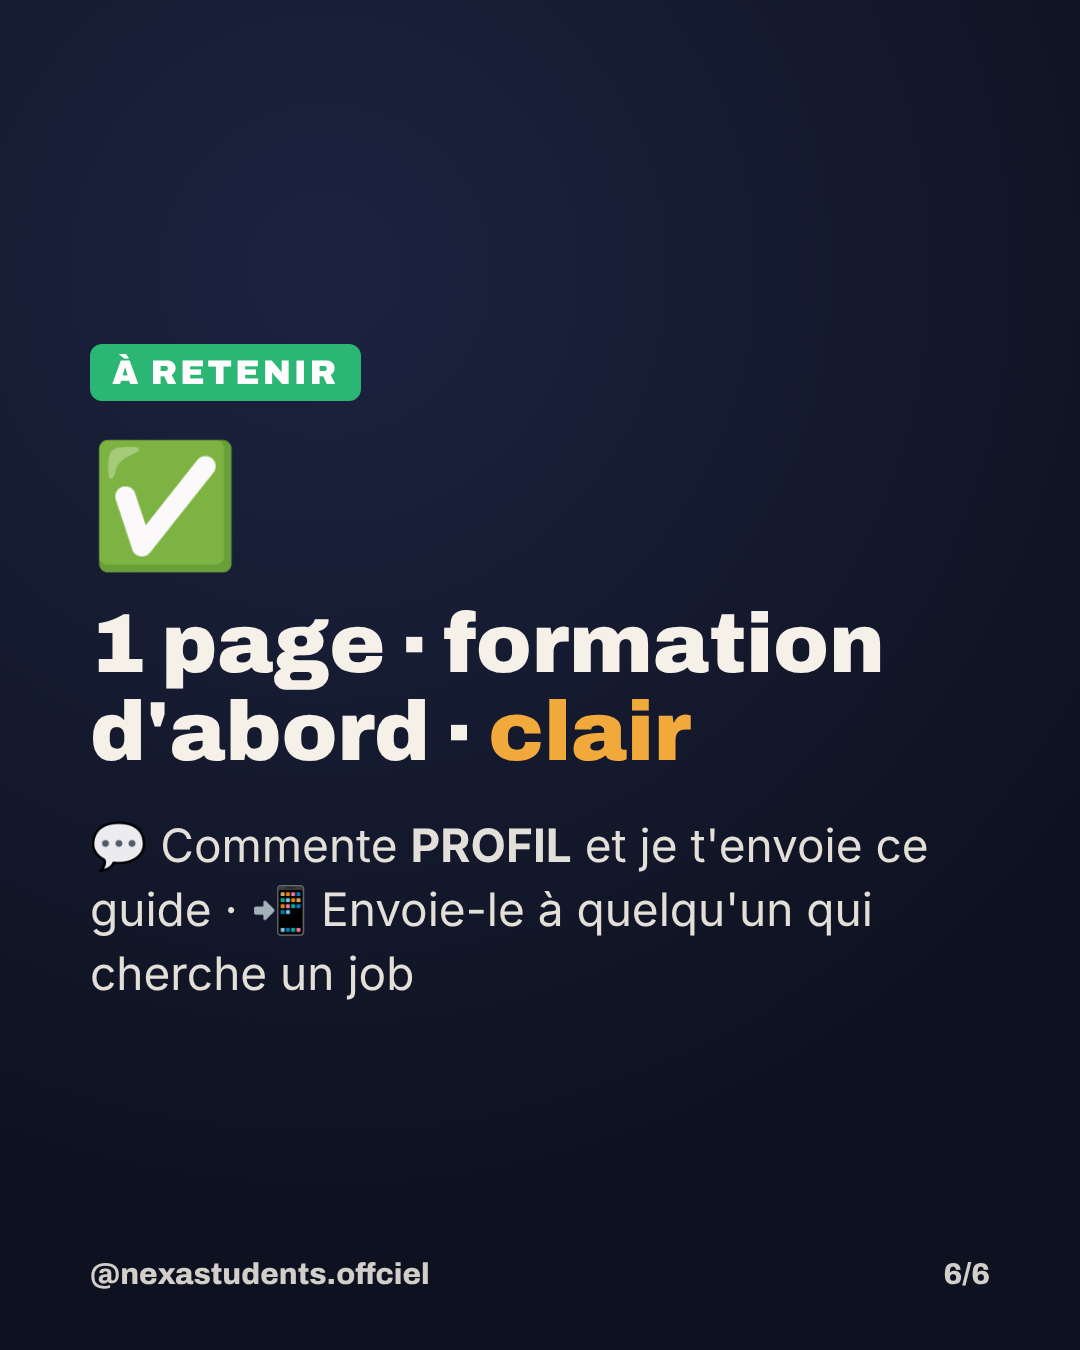 À RETENIR
✅
1 page · formation
d'abord · clair
💬 Commente PROFIL et je t'envoie ce
guide · 📲 Envoie-le à quelqu'un qui
cherche un job
@nexastudents.offciel
6/6